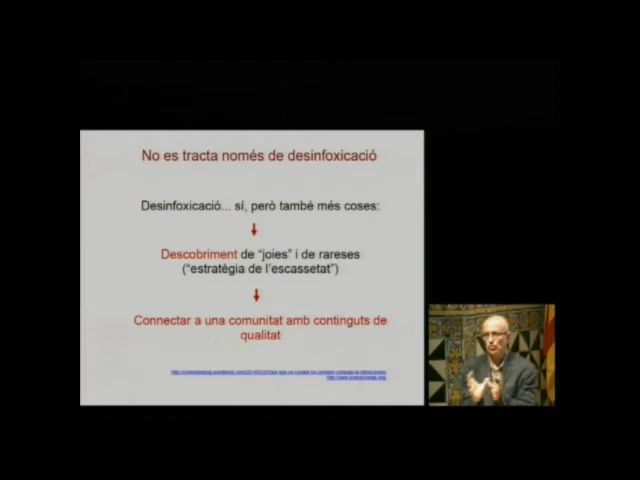 No es tracta només de desinfoxicació
Desinfoxicació... sí, però també més coses:
Descobriment de “joies” i de rareses
(“estratègia de l’escassetat”)
Connectar a una comunitat amb continguts de
qualitat